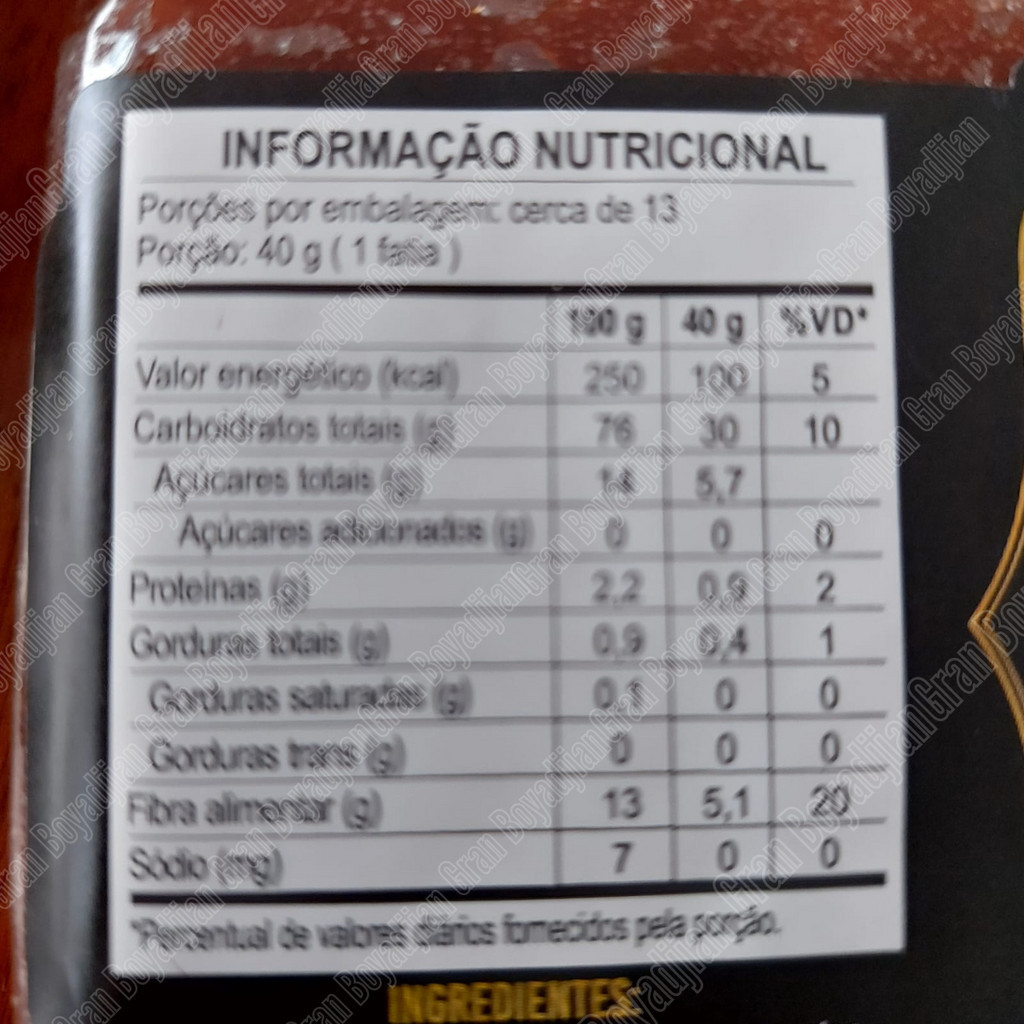 INFORMAÇÃO NUTRICIONAL
Porções por embalagem: cerca de 13
Porção: 40 g ( 1 fatia )
100 g 40 g %VD*
Valor energético (kcal) 250 100 5
Carboidratos totais (g) 76 30 10
Açúcares totais (g) 14 5,7
Açúcares adicionados (g) 0 0 0
Proteínas (g) 2,2 0,9 2
Gorduras totais (g) 0,9 0,4 1
Gorduras saturadas (g) 0,1 0 0
Gorduras trans (g) 0 0 0
Fibra alimentar (g) 13 5,1 20
Sódio (mg) 7 0 0
*Percentual de valores diários fornecidos pela porção.
INGREDIENTES:
Gran Boyadjian